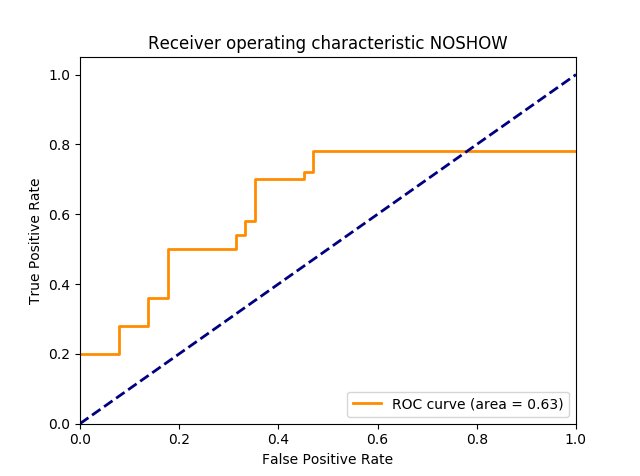 Receiver operating characteristic NOSHOW
1.0
0.8
0.6
0.4
0.2
0.0
True Positive Rate
ROC curve (area = 0.63)
0.0 0.2 0.4 0.6 0.8 1.0
False Positive Rate